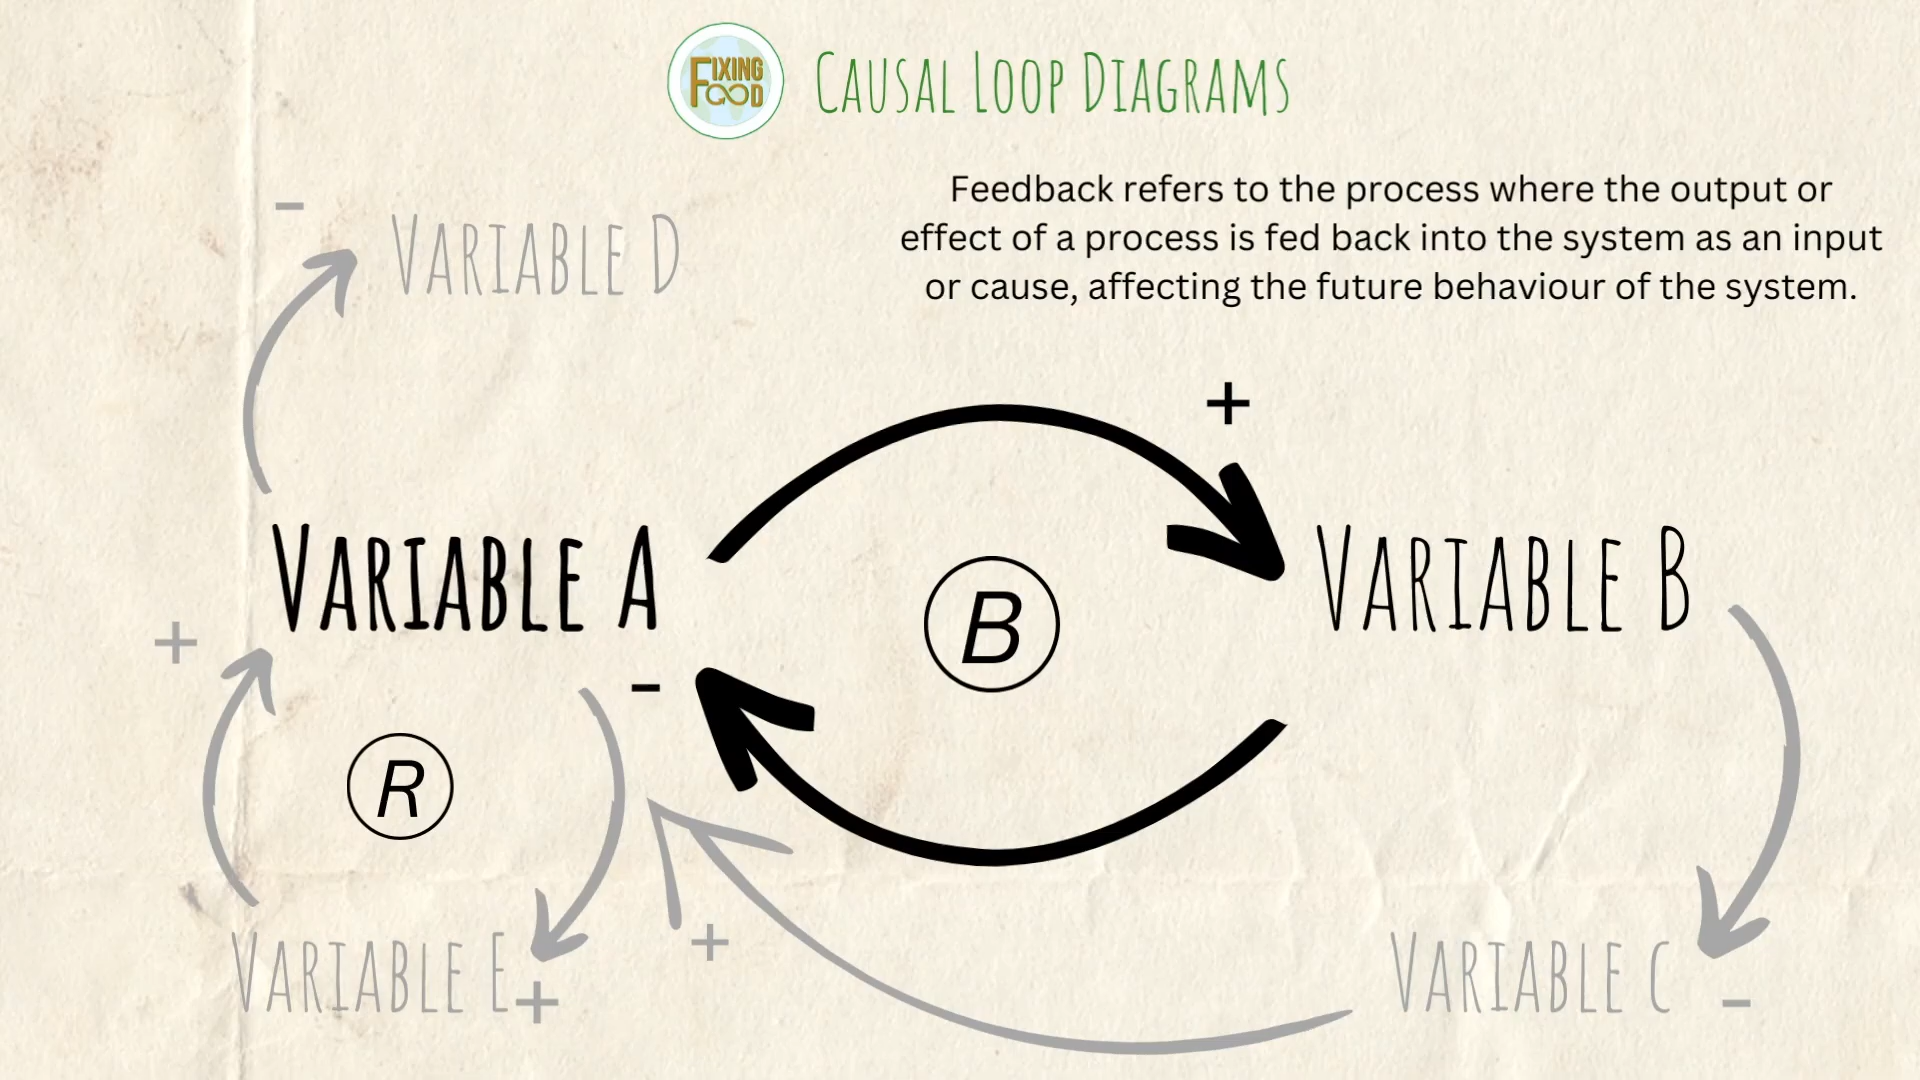 FIXING
FOOD
CAUSAL LOOP DIAGRAMS
Feedback refers to the process where the output or
effect of a process is fed back into the system as an input
or cause, affecting the future behaviour of the system.
-
VARIABLE D
+
VARIABLE A
B
VARIABLE B
+
-
R
+
VARIABLE E
+
VARIABLE C
-